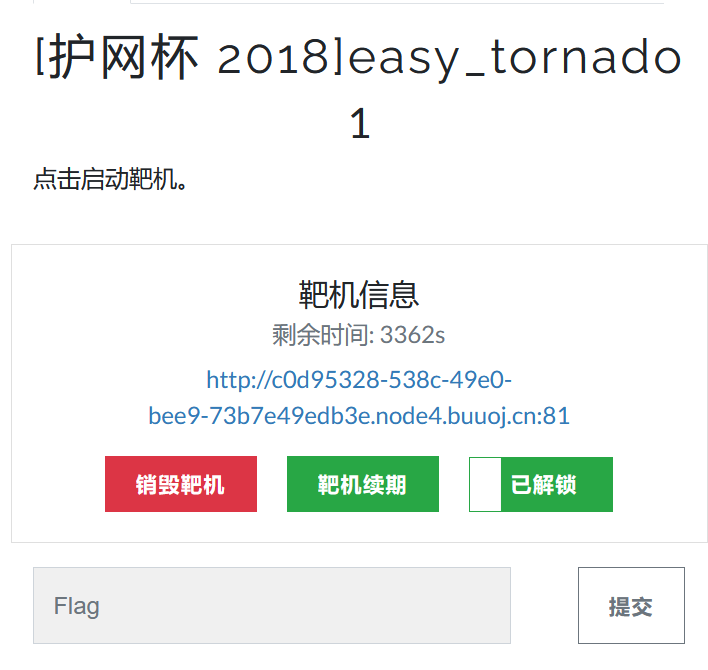 [护网杯 2018]easy_tornado
1
点击启动靶机。
靶机信息
剩余时间: 3362s
http://c0d95328-538c-49e0-
bee9-73b7e49edb3e.node4.buuoj.cn:81
销毁靶机 靶机续期 已解锁
Flag 提交